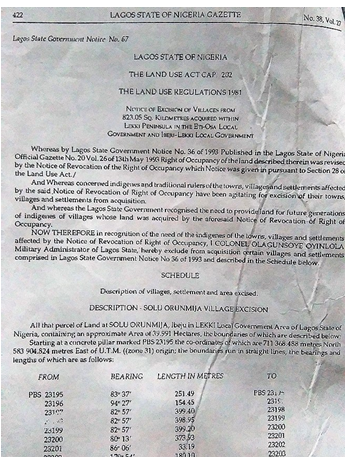 422 LAGOS STATE OF NIGERIA GAZETTE No. 38, Vol. 27
Lagos State Government Notice No. 67
LAGOS STATE OF NIGERIA
THE LAND USE ACT CAP. 202
THE LAND USE REGULATIONS 1981
NOTICE OF EXCISION OF VILLAGES FROM
823.05 SQ. KILOMETRES ACQUIRED WITHIN
LEKKI PENINSULA IN THE ETI-OSA LOCAL
GOVERNMENT AND IBEJU-LEKKI LOCAL GOVERNMENT
Whereas by Lagos State Government Notice No. 36 of 1993 Published in the Lagos State of Nigeria
Official Gazette No 20 Vol. 26 of 13th May 1993 Right of Occupancy of the land described therein was revised
by the Notice of Revocation of Right of Occupancy which Notice was given in pursuant to Section 28 o
the Land Use Act./
And Whereas concerned indigenes and traditional rulers of the towns, villages and settlements affected
by the said Notice of Revocation of Right of Occupancy have been agitating for excision of their towns,
villages and settlements from acquisition.
And whereas the Lagos State Government recognised the need to provide land for future generations
of indigenes of villages whose land was acquired by the aforesaid Notice of Revocation of Right of
Occupancy.
NOW THEREFORE in recognition of the need of the indigenes of the towns, villages and settlements
affected by the Notice of Revocation of Right of Occupancy, I COLONEL OLAGUNSOYE OYINLOLA
Military Administrator of Lagos State, hereby exclude from acquisition certain villages and settlements
comprised in Lagos State Government Notice No 36 of 1993 and described in the Schedule below.
SCHEDULE
Description of villages, settlement and area excised.
DESCRIPTION - SOLU ORUNMIJA VILLAGE EXCISION
All that parcel of Land at SOLU ORUNMIJA, Ibeju in LEKKI Local Government Area of Lagos State of
Nigeria, containing an approximate Area of Hectares, the boundaries of which are described below:
Starting at a concrete pillar marked PBS 23195 the co-ordinates of which are 711 368.458 metres North
583 904.824 metres East of U.T.M. ((zone 31) origin; the boundaries run in straight lines, the bearings and
lengths of which are as follows:
FROM BEARING LENGTH IN METRES TO
PBS 23195 83° 37' 251.49 PBS
23196 94° 27' 154.45
82° 57' 399.40 23198
82° 57' 398.95 23199
23199 82° 57' 399.20 23200
23200 80° 13' 373.93 23201
23201 86° 06' 33.19 23202
23203